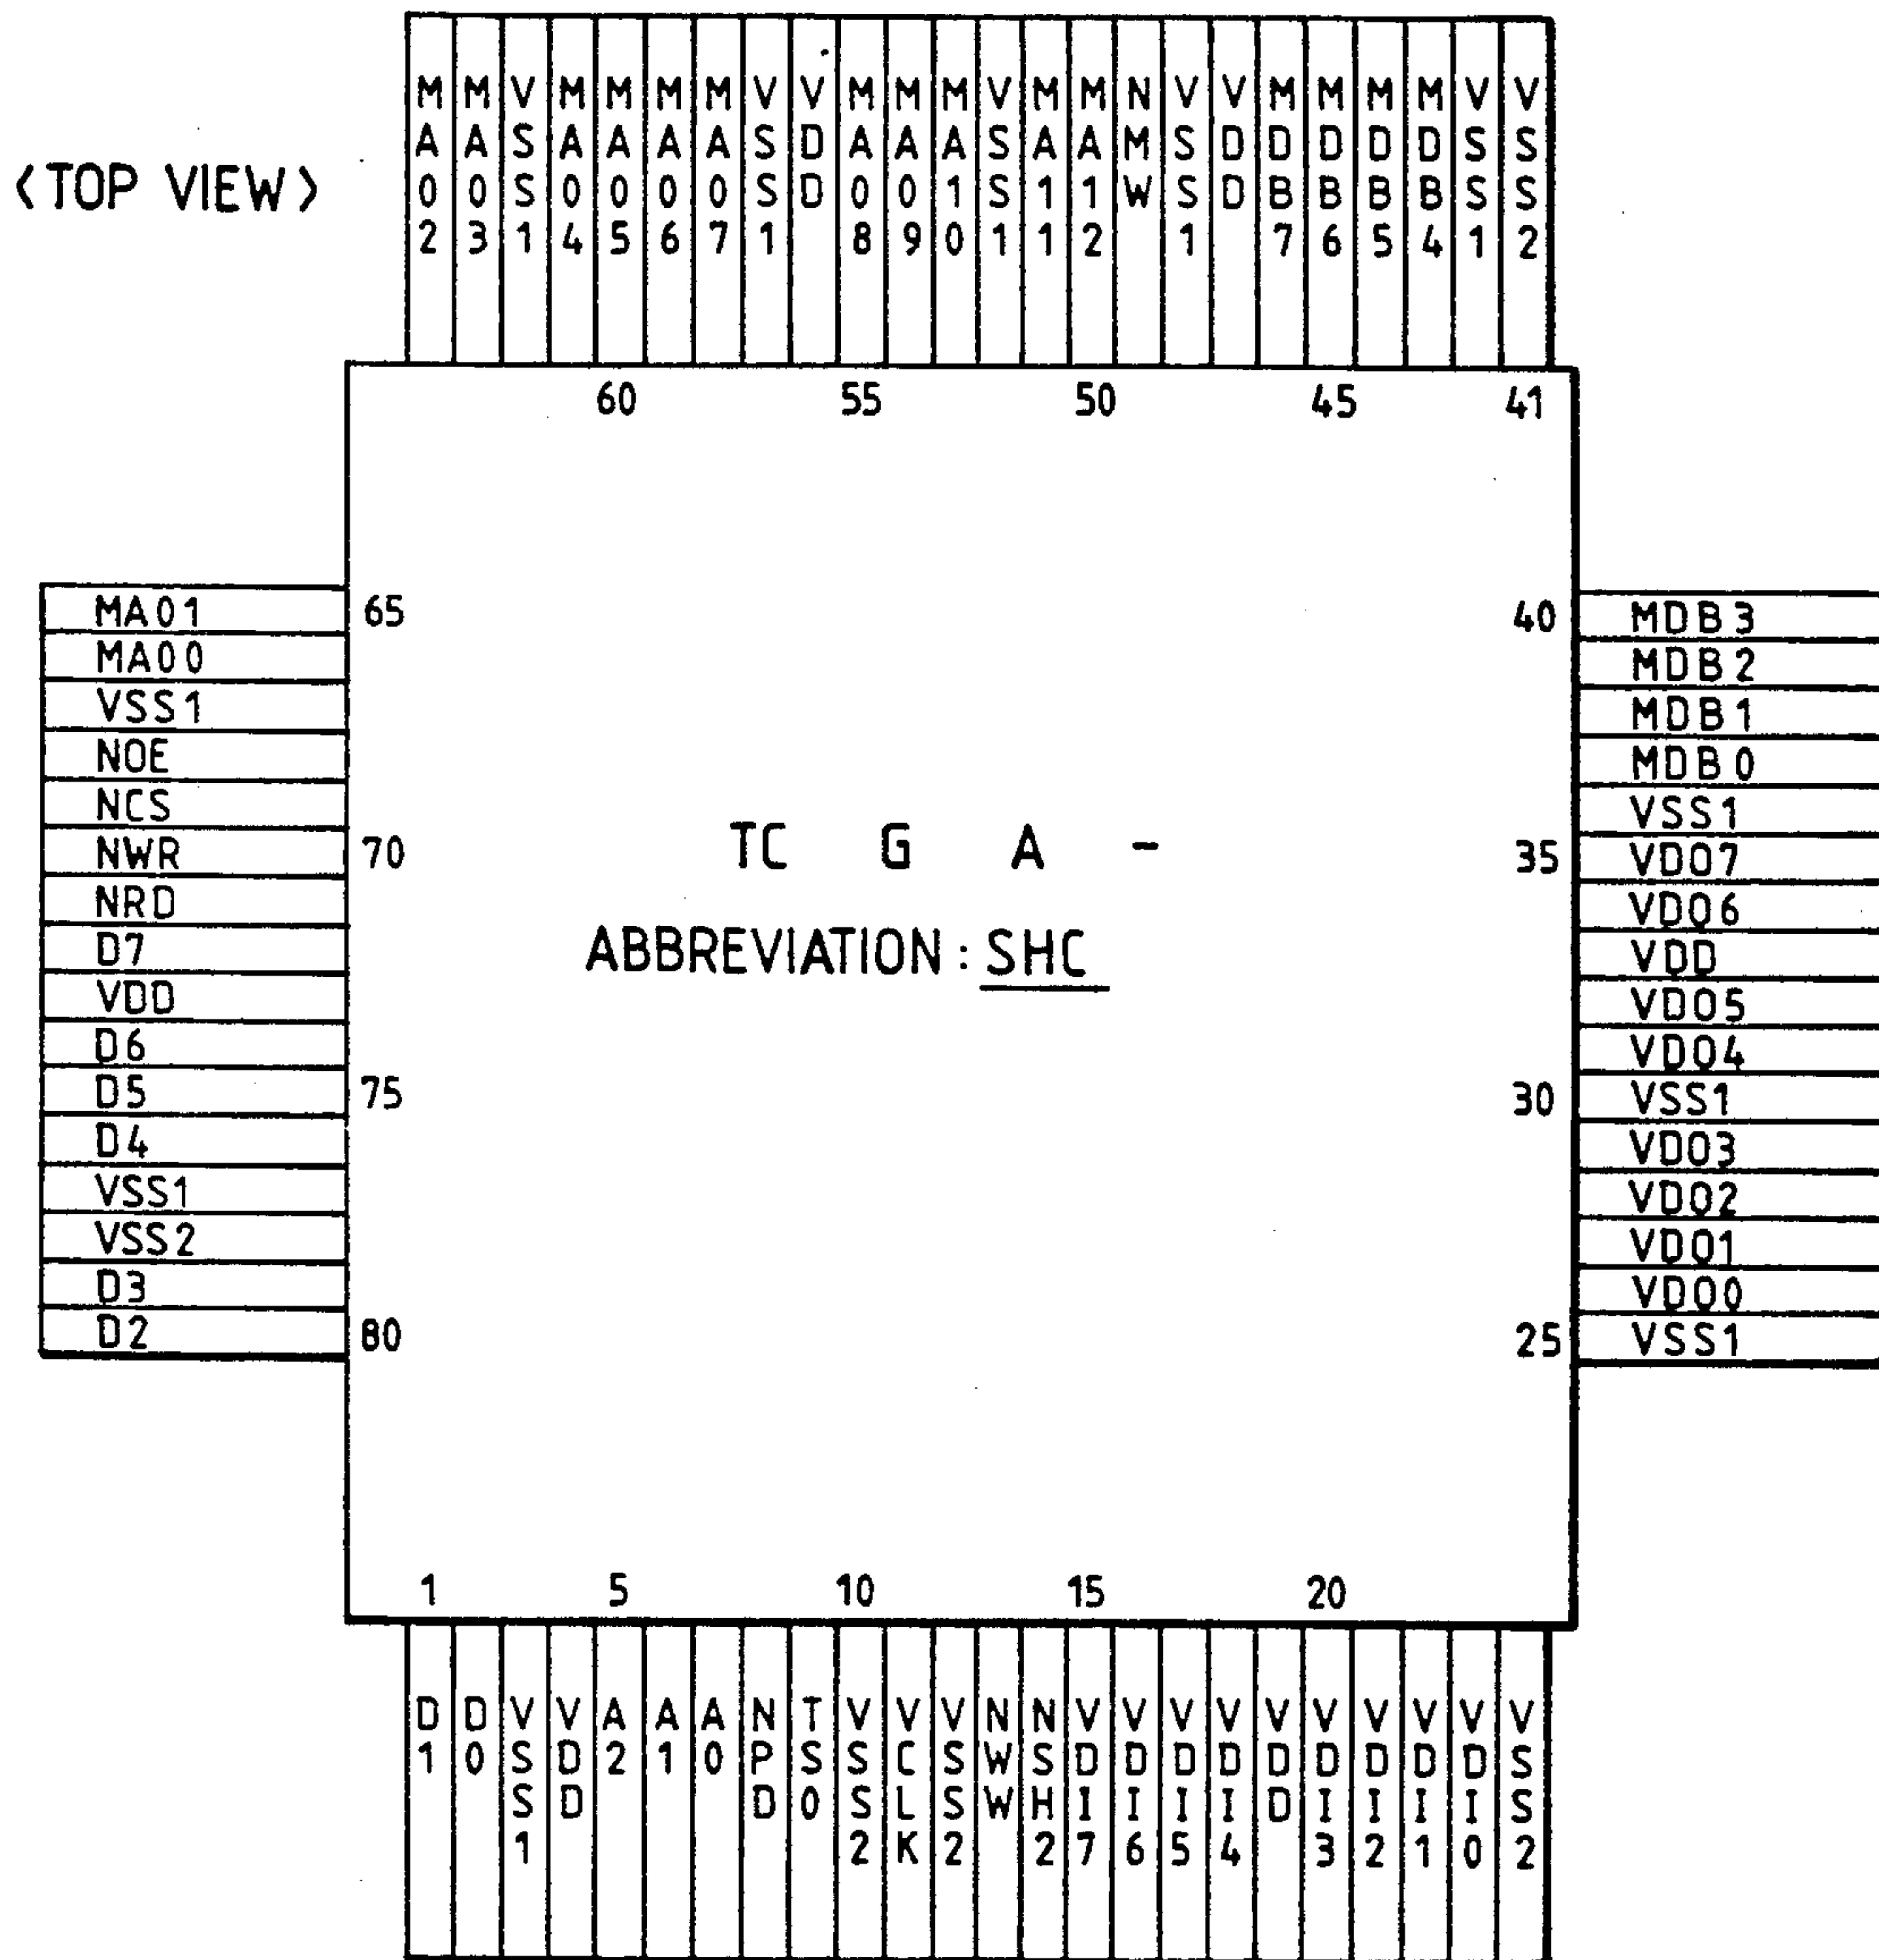 MA02 MA03 VSS1 MA04 MA05 MA06 MA07 VSS1 VDD MA08 MA09 MA10 VSS1 MA11 MA12 NMW VSS1 VDD MDB7 MDB6 MDB5 MDB4 VSS1 VSS2
<TOP VIEW>
60 55 50 45 41
MA01 65 40 MDB3
MA00 MDB2
VSS1 MDB1
NOE MDB0
NCS VSS1
NWR 70 TC G A - 35 VDO7
NRD VDO6
D7 ABBREVIATION: SHC VDD
VDD VDO5
D6 VDO4
D5 75 30 VSS1
D4 VDO3
VSS1 VDO2
VSS2 VDO1
D3 VDO0
D2 80 25 VSS1
1 5 10 15 20
D1 D0 VSS1 VDD A2 A1 A0 NPD TS0 VSS2 VCLK VSS2 NWW NSH2 VDI7 VDI6 VDI5 VDI4 VDD VDI3 VDI2 VDI1 VDI0 VSS2